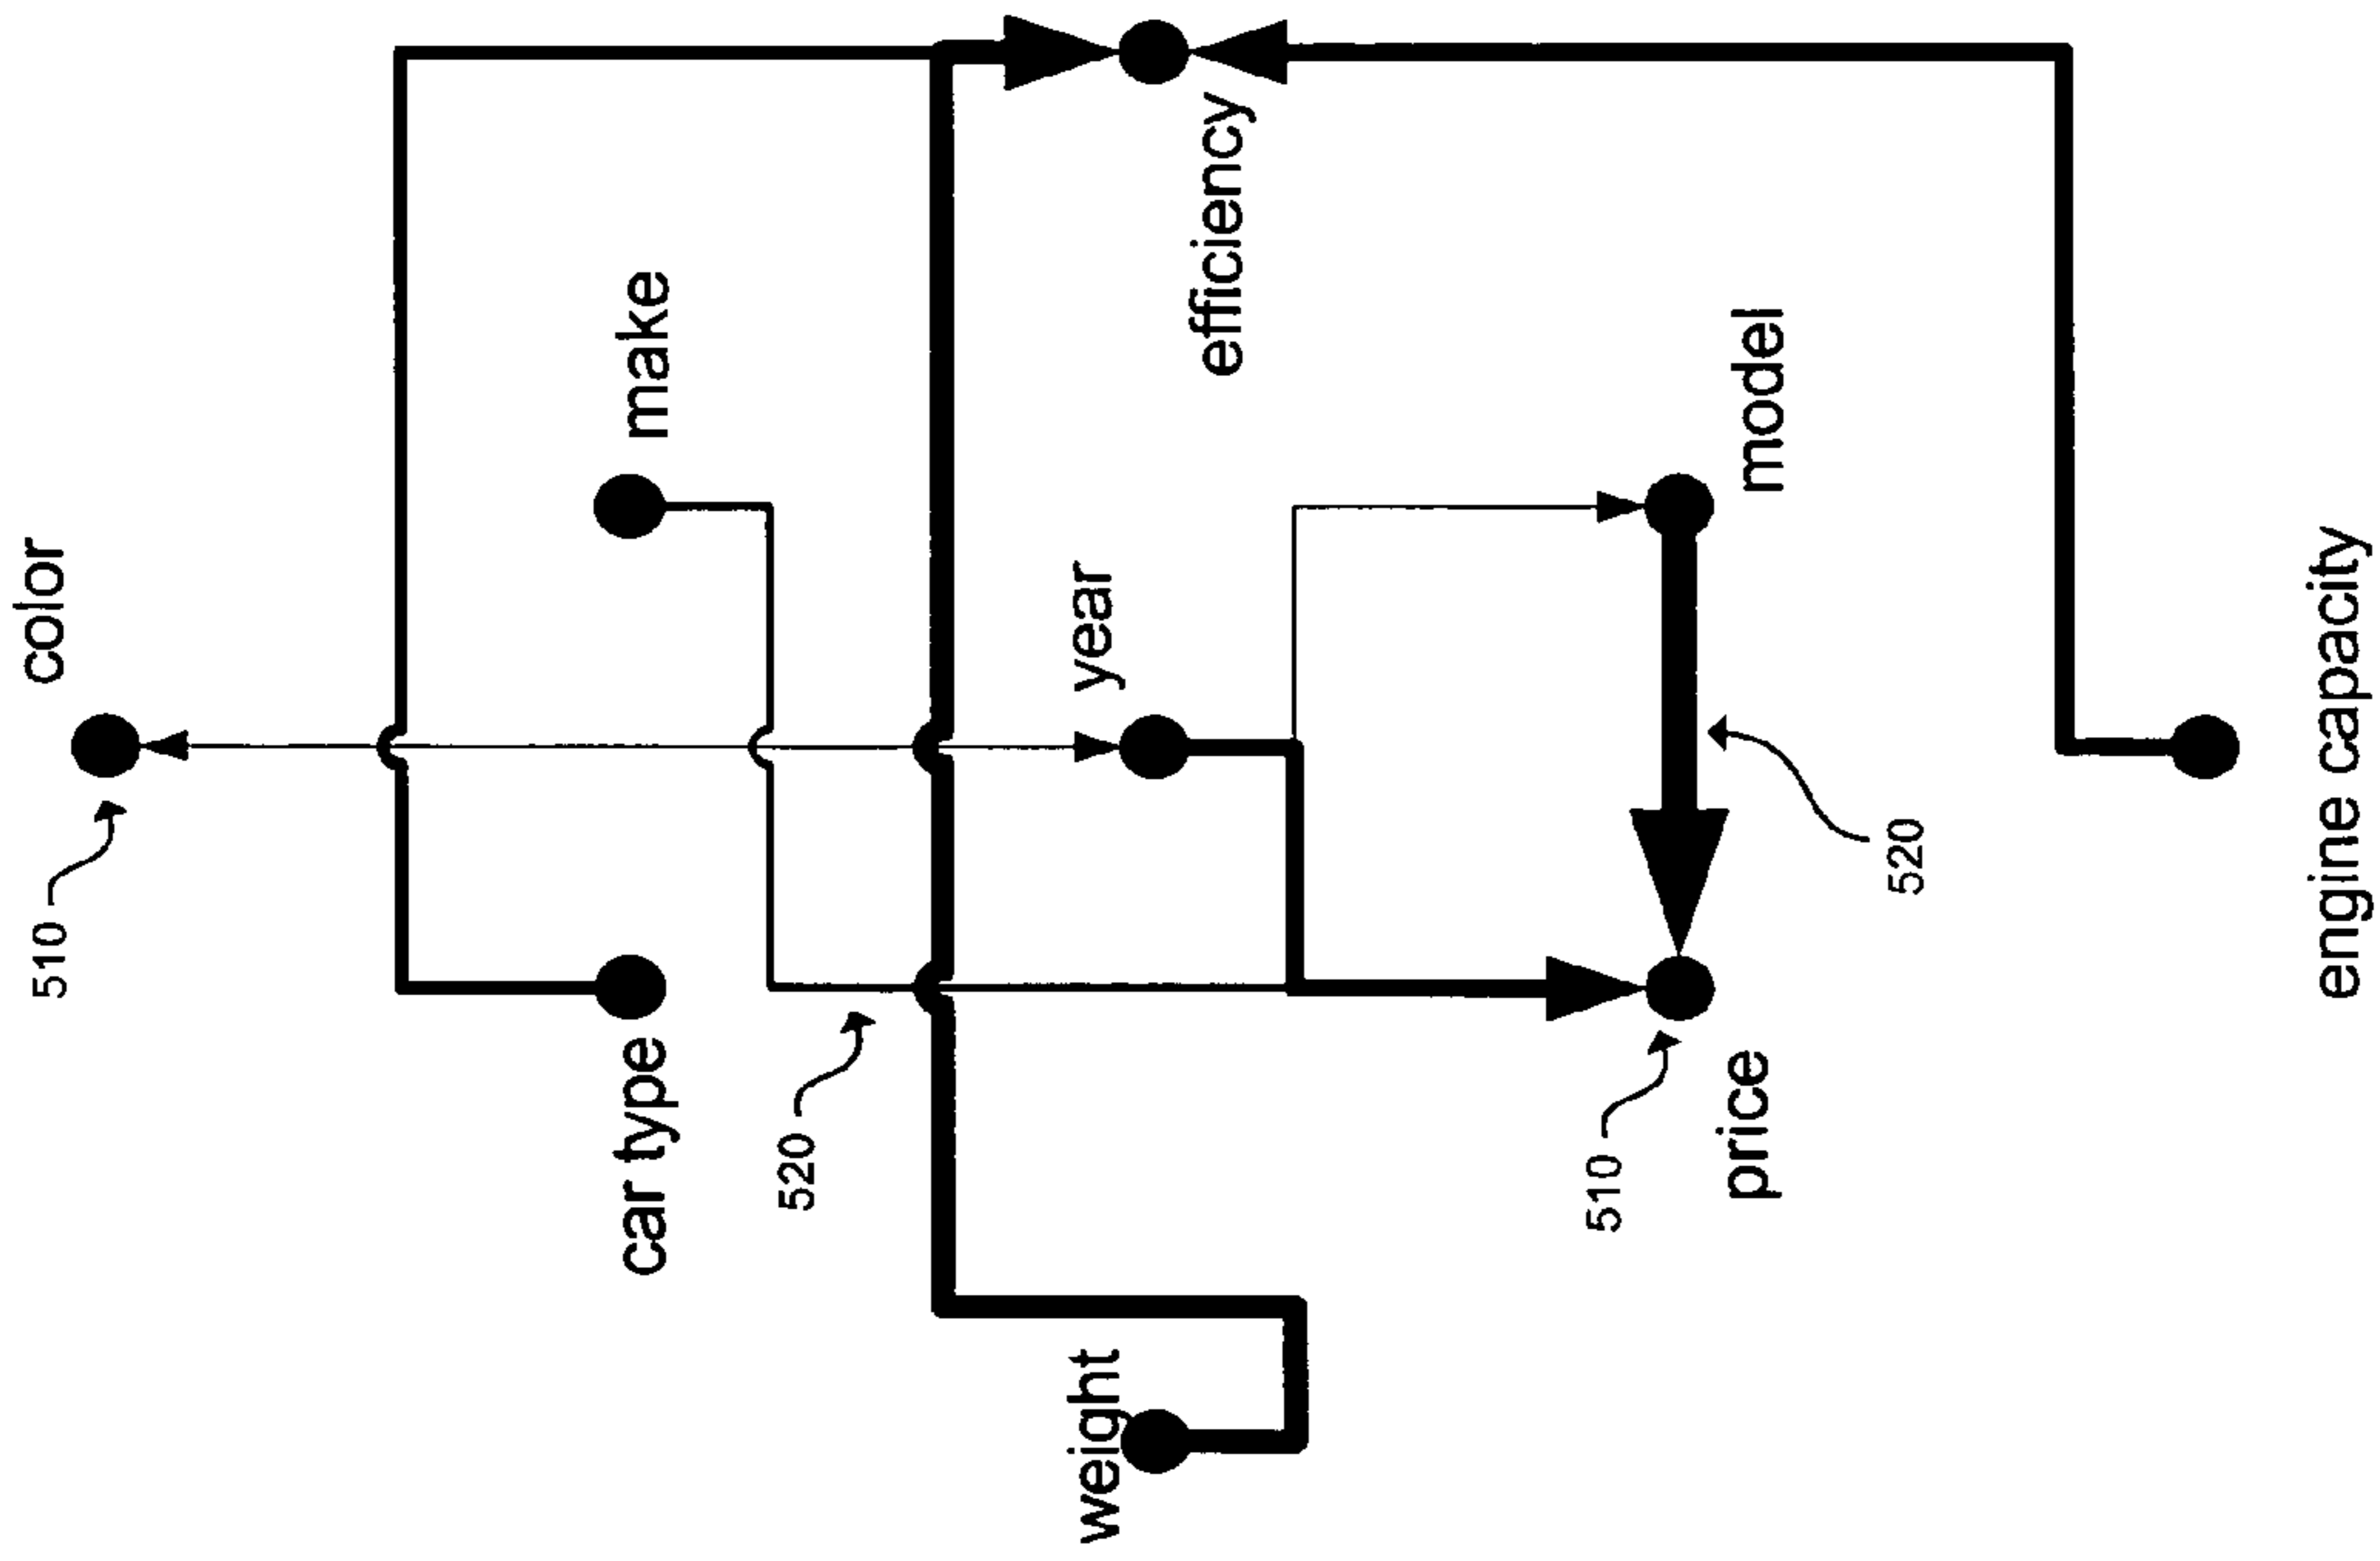 510
color
car type
make
520
weight
year
efficiency
510
price
model
520
engine capacity